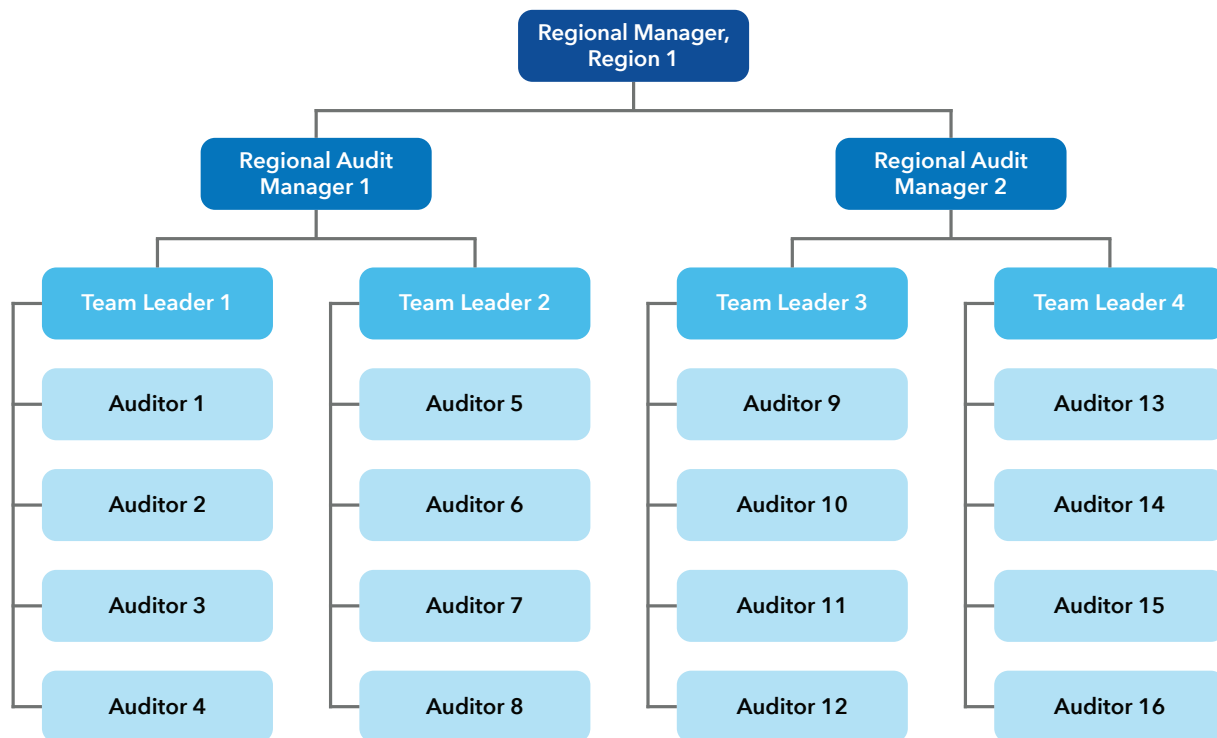 Regional Manager,
Region 1
Regional Audit
Manager 1
Regional Audit
Manager 2
Team Leader 1
Team Leader 2
Team Leader 3
Team Leader 4
Auditor 1
Auditor 5
Auditor 9
Auditor 13
Auditor 2
Auditor 6
Auditor 10
Auditor 14
Auditor 3
Auditor 7
Auditor 11
Auditor 15
Auditor 4
Auditor 8
Auditor 12
Auditor 16